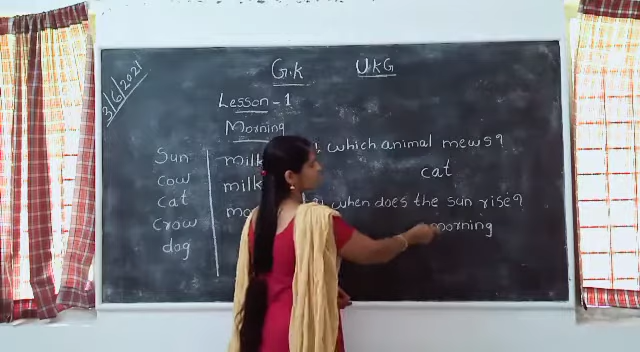 G.K UKG
3/6/2021
Lesson - 1
Morning
Sun
cow
cat
crow
dog
milk
milk
mo
which animal mews?
cat
when does the sun rise?
morning